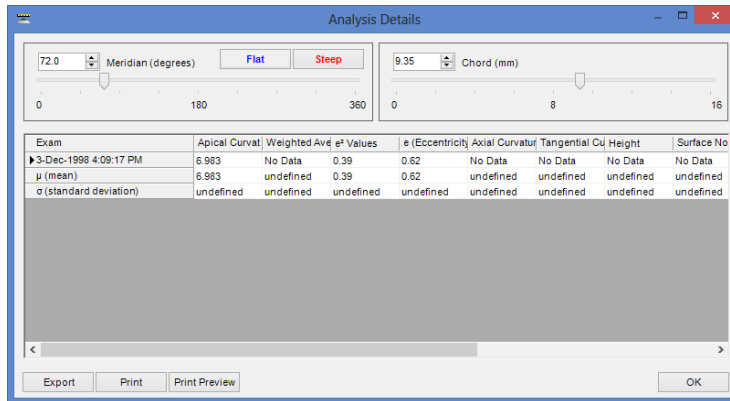 Analysis Details
72.0 Meridian (degrees) Flat Steep
0 180 360
9.35 Chord (mm)
0 8 16
Exam Apical Curvat Weighted Ave e² Values e (Eccentricity Axial Curvatur Tangential Cu Height Surface No
3-Dec-1998 4:09:17 PM 6.983 No Data 0.39 0.62 No Data No Data No Data No Data
μ (mean) 6.983 undefined 0.39 0.62 undefined undefined undefined undefined
σ (standard deviation) undefined undefined undefined undefined undefined undefined undefined undefined
Export Print Print Preview OK